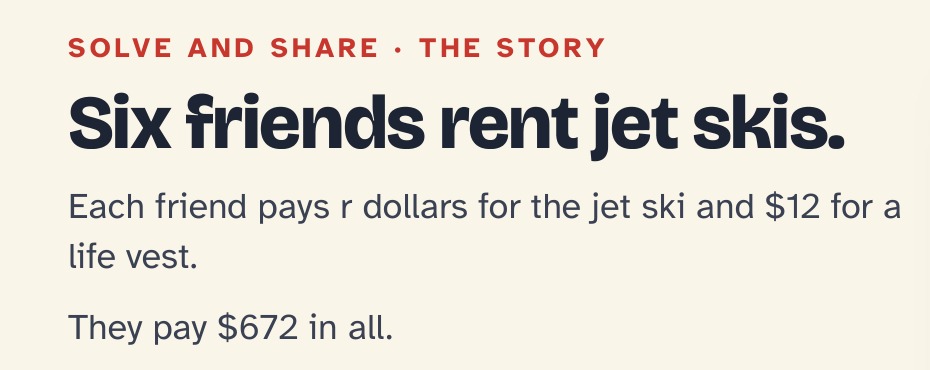 SOLVE AND SHARE · THE STORY
Six friends rent jet skis.
Each friend pays r dollars for the jet ski and $12 for a
life vest.
They pay $672 in all.